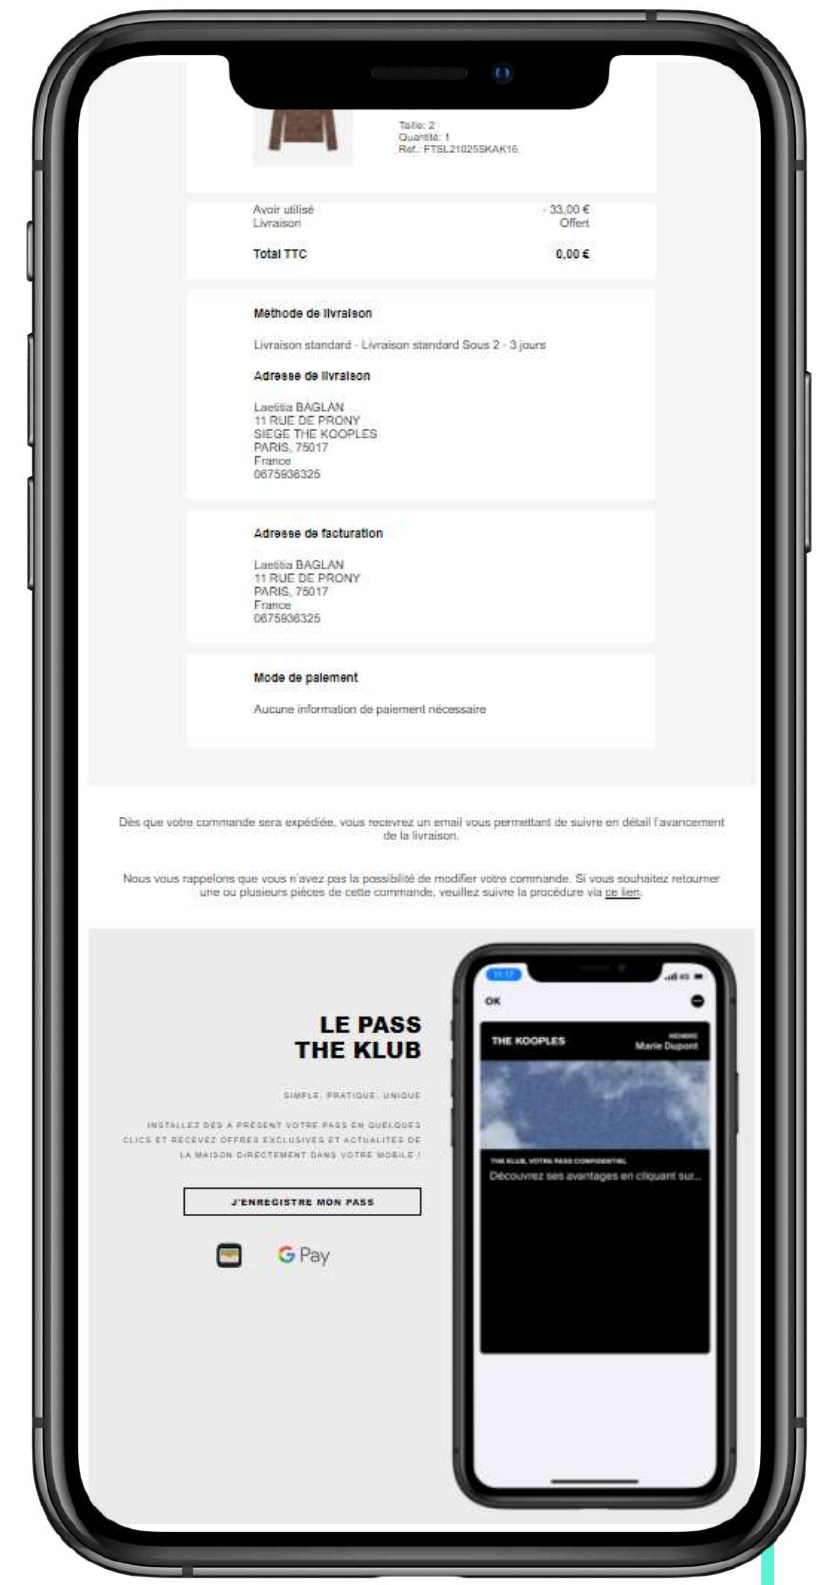 Taille: 2
Quantité: 1
Ref.: FTSL21025SKAK16
Avoir utilisé - 33,00 €
Livraison Offert
Total TTC 0,00 €
Méthode de livraison
Livraison standard - Livraison standard Sous 2 - 3 jours
Adresse de livraison
Laetitia BAGLAN
11 RUE DE PRONY
SIEGE THE KOOPLES
PARIS, 75017
France
0675936325
Adresse de facturation
Laetitia BAGLAN
11 RUE DE PRONY
PARIS, 75017
France
0675936325
Mode de paiement
Aucune information de paiement nécessaire
Dès que votre commande sera expédiée, vous recevrez un email vous permettant de suivre en détail l'avancement
de la livraison.
Nous vous rappelons que vous n'avez pas la possibilité de modifier votre commande. Si vous souhaitez retourner
une ou plusieurs pièces de cette commande, veuillez suivre la procédure via ce lien.
LE PASS
THE KLUB
SIMPLE. PRATIQUE. UNIQUE
INSTALLEZ DÈS À PRÉSENT VOTRE PASS EN QUELQUES
CLICS ET RECEVEZ OFFRES EXCLUSIVES ET ACTUALITÉS DE
LA MAISON DIRECTEMENT DANS VOTRE MOBILE !
J'ENREGISTRE MON PASS
G Pay
11:17 4G
OK
THE KOOPLES
MEMBRE
Marie Dupont
THE KLUB, VOTRE PASS CONFIDENTIEL
Découvrez ses avantages en cliquant sur...